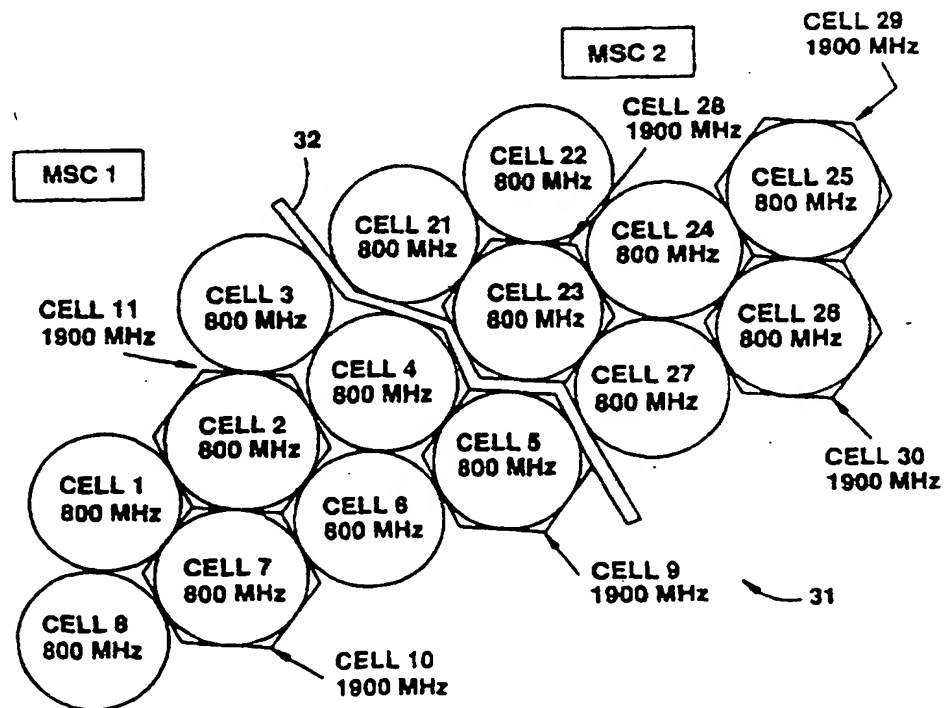 CELL 29
1900 MHz
MSC 2
CELL 28
1900 MHz
32
MSC 1
CELL 22
800 MHz
CELL 25
800 MHz
CELL 21
800 MHz
CELL 24
800 MHz
CELL 3
800 MHz
CELL 23
800 MHz
CELL 26
800 MHz
CELL 11
1900 MHz
CELL 4
800 MHz
CELL 27
800 MHz
CELL 2
800 MHz
CELL 5
800 MHz
CELL 30
1900 MHz
CELL 1
800 MHz
CELL 6
800 MHz
CELL 7
800 MHz
CELL 9
1900 MHz
31
CELL 8
800 MHz
CELL 10
1900 MHz